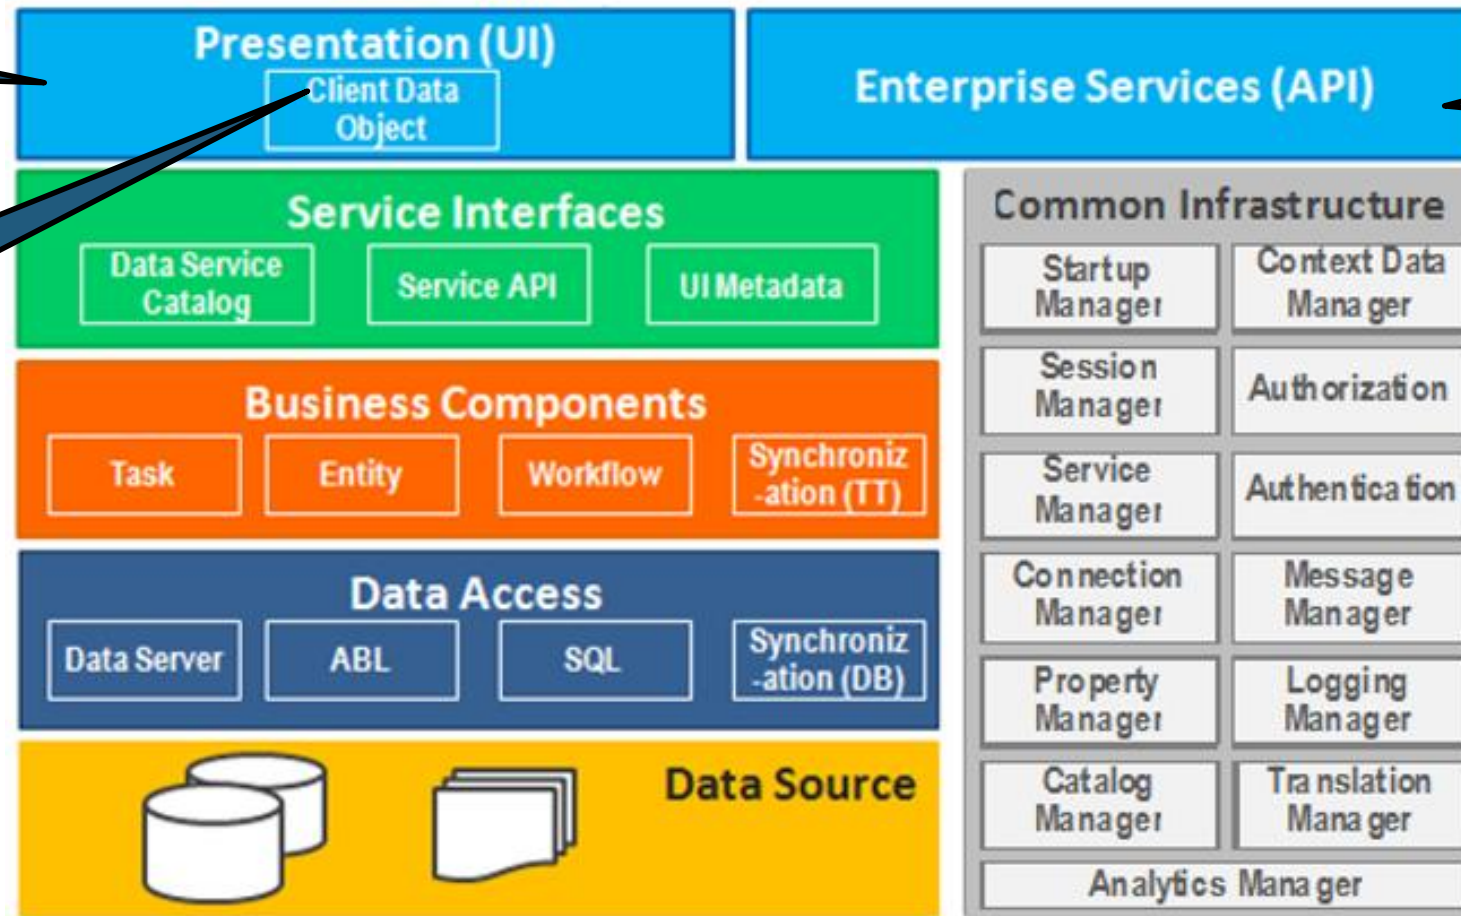 Presentation (UI)
Client Data
Object
Enterprise Services (API)
Service Interfaces
Data Service
Catalog
Service API
UI Metadata
Business Components
Task
Entity
Workflow
Synchroniz
-ation (TT)
Data Access
Data Server
ABL
SQL
Synchroniz
-ation (DB)
Data Source
Common Infrastructure
Startup
Manager
Context Data
Manager
Session
Manager
Authorization
Service
Manager
Authentication
Connection
Manager
Message
Manager
Property
Manager
Logging
Manager
Catalog
Manager
Translation
Manager
Analytics Manager